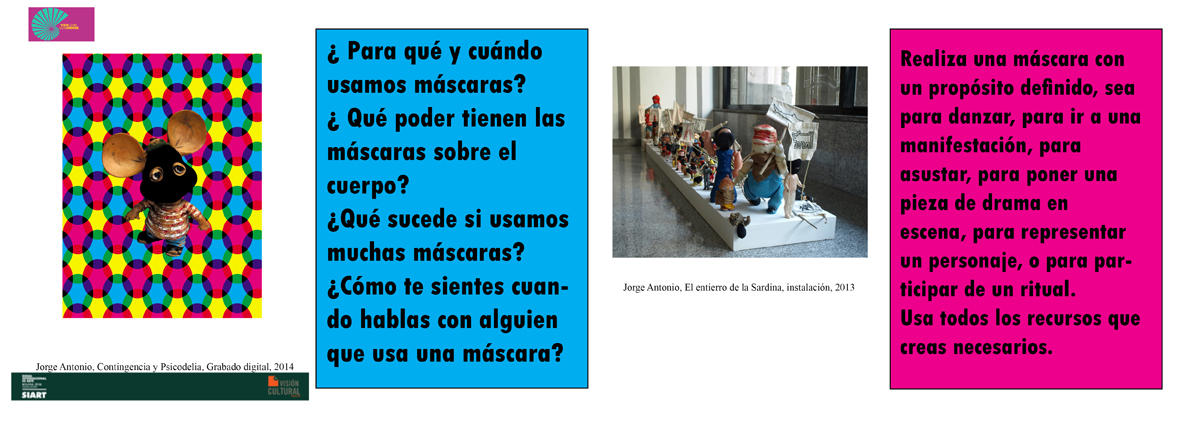 Jorge Antonio, Contingencia y Psicodelia, Grabado digital, 2014
SIART
VISIÓN
CULTURAL
¿ Para qué y cuándo
usamos máscaras?
¿ Qué poder tienen las
máscaras sobre el
cuerpo?
¿Qué sucede si usamos
muchas máscaras?
¿Cómo te sientes cuan-
do hablas con alguien
que usa una máscara?
Jorge Antonio, El entierro de la Sardina, instalación, 2013
Realiza una máscara con
un propósito definido, sea
para danzar, para ir a una
manifestación, para
asustar, para poner una
pieza de drama en
escena, para representar
un personaje, o para par-
ticipar de un ritual.
Usa todos los recursos que
creas necesarios.